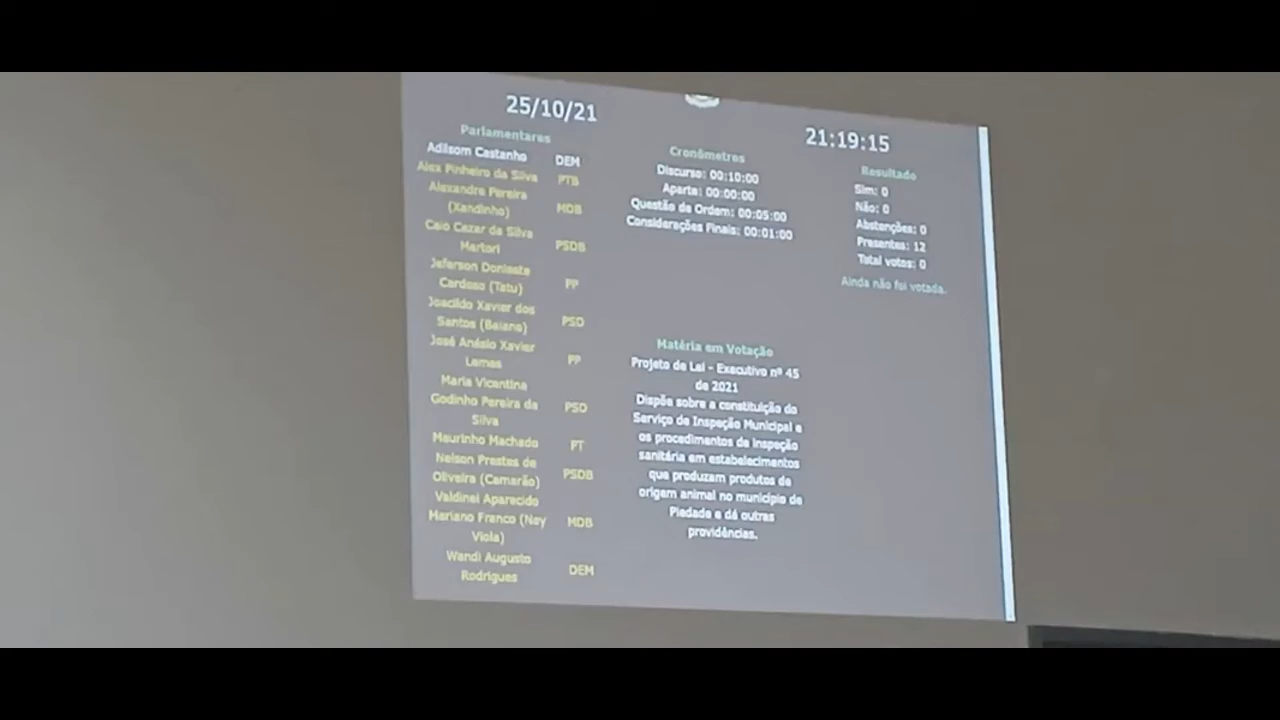 25/10/21
21:19:15
Parlamentares
Adilsom Castanho DEM
Alex Pinheiro da Silva PTB
Alexandre Pereira
(Xandinho) MDB
Caio Cezar da Silva
Martori PSDB
Jeferson Donisete
Cardoso (Tatu) PP
Joacildo Xavier dos
Santos (Baiano) PSD
José Anésio Xavier
Lemes PP
Maria Vicentina
Godinho Pereira da
Silva PSD
Maurinho Machado PT
Nelson Prestes de
Oliveira (Camarão) PSDB
Valdinei Aparecido
Mariano Franco (Ney
Viola) MDB
Wandi Augusto
Rodrigues DEM
Cronômetros
Discurso: 00:10:00
Aparte: 00:00:00
Questão de Ordem: 00:05:00
Considerações Finais: 00:01:00
Matéria em Votação
Projeto de Lei - Executivo nº 45
de 2021
Dispõe sobre a constituição do
Serviço de Inspeção Municipal e
os procedimentos de inspeção
sanitária em estabelecimentos
que produzam produtos de
origem animal no município de
Piedade e dá outras
providências.
Resultado
Sim: 0
Não: 0
Abstenções: 0
Presentes: 12
Total votos: 0
Ainda não foi votada.